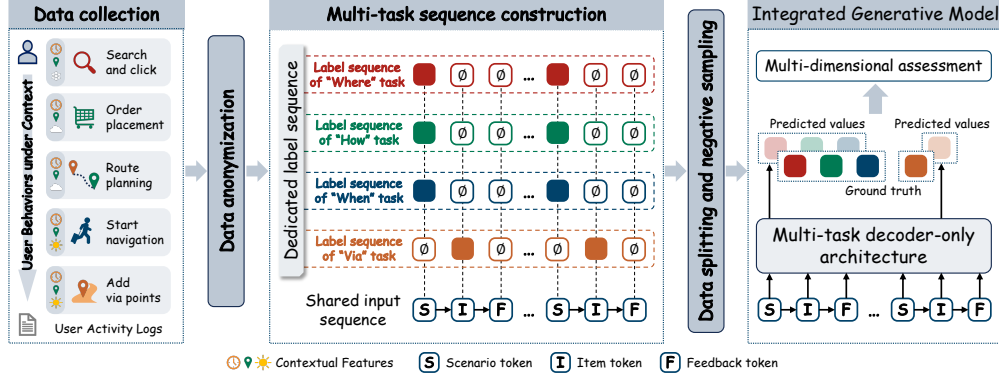 Data collection
User Behaviors under Context
Search
and click
Order
placement
Route
planning
Start
navigation
Add
via points
User Activity Logs
Data anonymization
Multi-task sequence construction
Dedicated label sequence
Label sequence
of "Where" task
∅ ∅ ... ∅ ∅
Label sequence
of "How" task
∅ ∅ ... ∅ ∅
Label sequence
of "When" task
∅ ∅ ... ∅ ∅
Label sequence
of "Via" task
∅ ∅ ... ∅ ∅
Shared input
sequence
S I F ... S I F
Data splitting and negative sampling
Integrated Generative Model
Multi-dimensional assessment
Predicted values
Predicted values
Ground truth
Multi-task decoder-only
architecture
S I F ... S I F
Contextual Features
S Scenario token
I Item token
F Feedback token